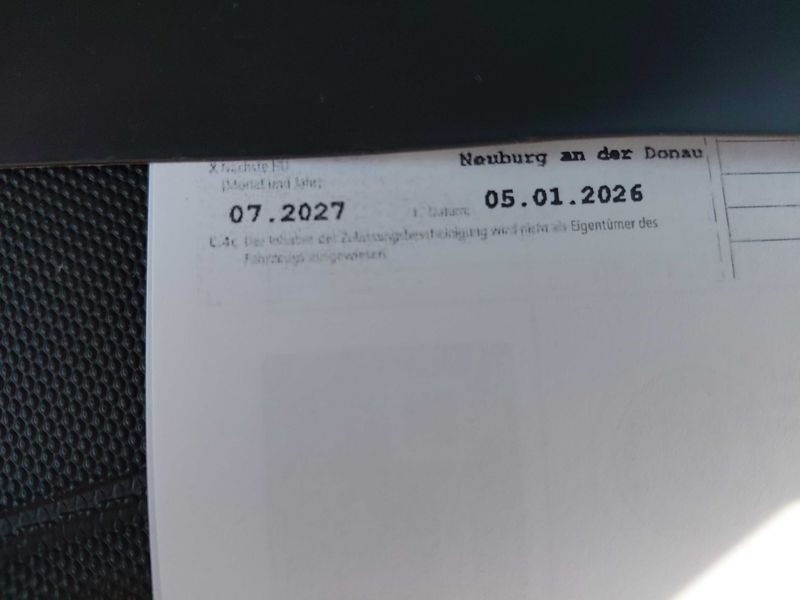 Neuburg an der Donau
X Nächste HU
(Monat und Jahr)
07.2027 I Datum: 05.01.2026
C.4c Der Inhaber der Zulassungsbescheinigung wird nicht als Eigentümer des
Fahrzeugs ausgewiesen.